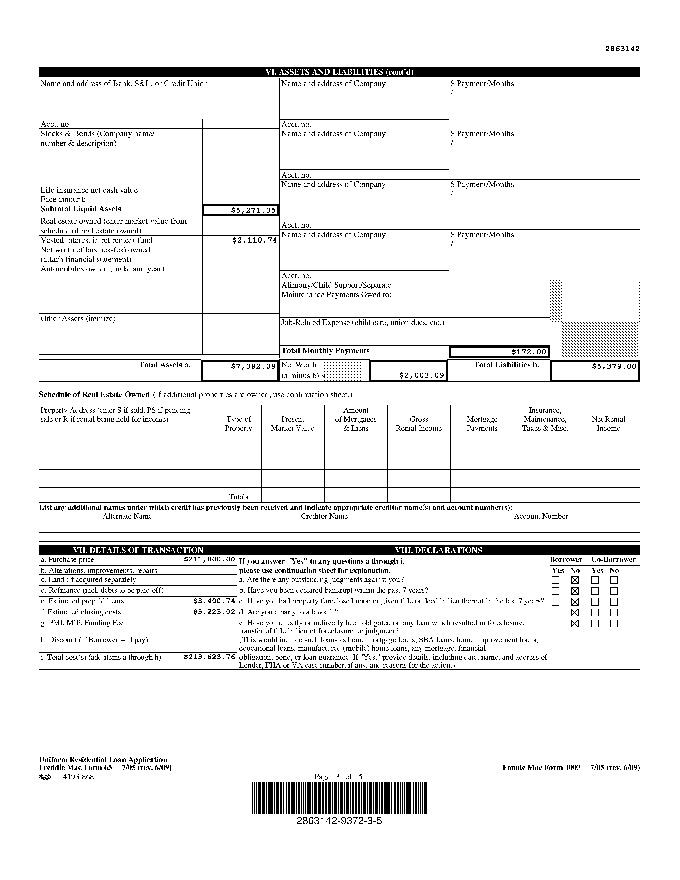 2863142
VI. ASSETS AND LIABILITIES (cont'd)
Name and address of Bank, S&L, or Credit Union
Name and address of Company
$ Payment/Months
/
Acct. no.
Acct. no.
Stocks & Bonds (Company name/
number & description)
Name and address of Company
$ Payment/Months
/
Acct. no.
Life insurance net cash value
Face amount:
Name and address of Company
$ Payment/Months
/
Subtotal Liquid Assets
$5,271.35
Real estate owned (enter market value from
schedule of real estate owned)
Acct. no.
Vested interest in retirement fund
$2,110.74
Net worth of business(es) owned
(attach financial statement)
Automobiles owned (make and year)
Name and address of Company
$ Payment/Months
/
Acct. no.
Alimony/Child Support/Separate
Maintenance Payments Owed to:
Other Assets (itemize)
Job-Related Expense (child care, union dues, etc.)
Total Monthly Payments
$172.00
Total Assets a.
$7,382.09
Net Worth
(a minus b)
$2,003.09
Total Liabilities b.
$5,379.00
Schedule of Real Estate Owned (if additional properties are owned, use continuation sheet.)
Property Address (enter S if sold, PS if pending
sale or R if rental being held for income)
Type of
Property
Present
Market Value
Amount
of Mortgages
& Liens
Gross
Rental Income
Mortgage
Payments
Insurance,
Maintenance,
Taxes & Misc.
Net Rental
Income
Totals
List any additional names under which credit has previously been received and indicate appropriate creditor name(s) and account number(s):
Alternate Name
Creditor Name
Account Number
VII. DETAILS OF TRANSACTION
a. Purchase price
b. Alterations, improvements, repairs
c. Land (if acquired separately)
d. Refinance (incl. debts to be paid off)
e. Estimated prepaid items
$3,400.74
f. Estimated closing costs
$5,223.02
g. PMI, MIP, Funding Fee
h. Discount (if Borrower will pay)
i. Total costs (add items a through h)
VIII. DECLARATIONS
If you answer "Yes" to any questions a through i,
please use continuation sheet for explanation.
Borrower
Co-Borrower
Yes No
Yes No
a. Are there any outstanding judgments against you?
b. Have you been declared bankrupt within the past 7 years?
c. Have you had property foreclosed upon or given title or deed in lieu thereof in the last 7 years?
d. Are you a party to a lawsuit?
e. Have you directly or indirectly been obligated on any loan which resulted in foreclosure,
transfer of title in lieu of foreclosure, or judgment?
(This would include such loans as home mortgage loans, SBA loans, home improvement loans,
educational loans, manufactured (mobile) home loans, any mortgage, financial
obligation, bond, or loan guarantee. If "Yes," provide details, including date, name, and address of
Lender, FHA or VA case number, if any, and reasons for the action.)
Uniform Residential Loan Application
Freddie Mac Form 65 7/05 (rev. 6/09)
Fannie Mae Form 1003 7/05 (rev. 6/09)
2863142-9372-3-5